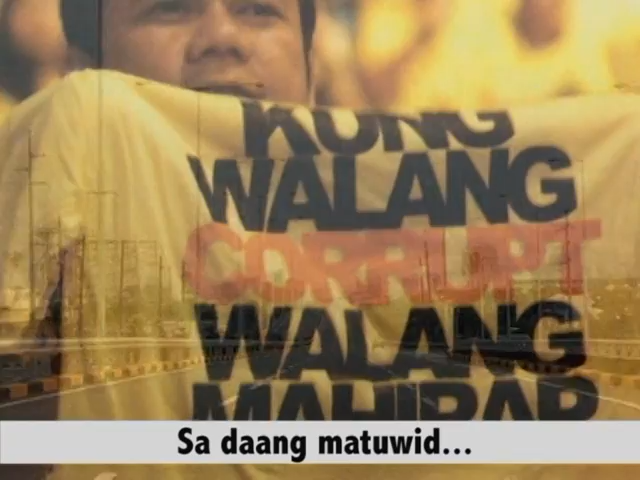 KUNG
WALANG
CORRUPT
WALANG
MAHIRAP
Sa daang matuwid...